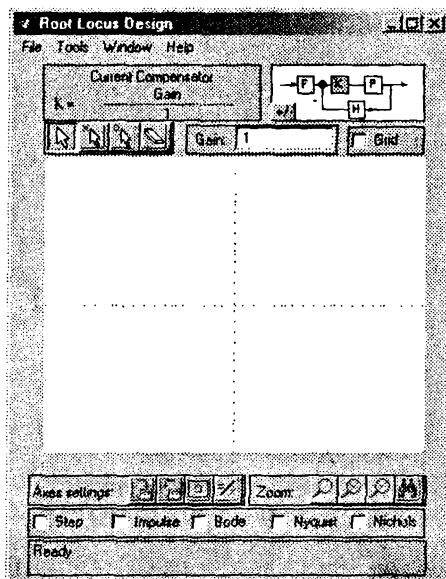 Root Locus Design
File Tools Window Help
Current Compensator
K = Gain
1
F K P
H
+/-
Gain: 1 Grid
Axes settings: Zoom:
Step Impulse Bode Nyquist Nichols
Ready